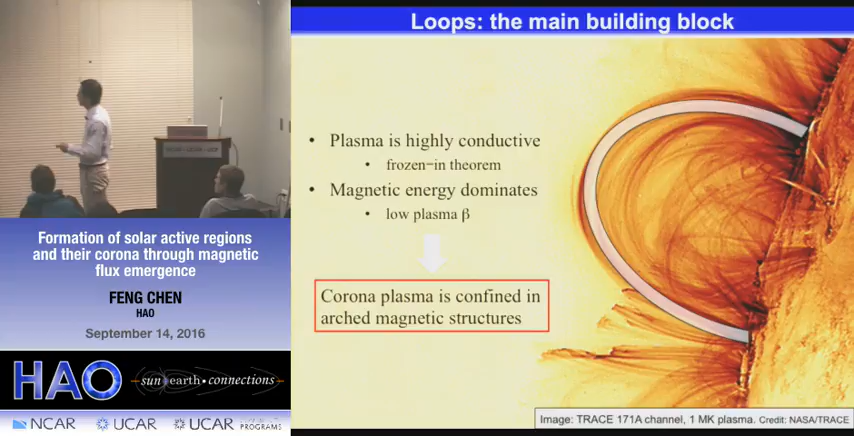 Loops: the main building block
• Plasma is highly conductive
• frozen-in theorem
• Magnetic energy dominates
• low plasma β
Corona plasma is confined in
arched magnetic structures
Image: TRACE 171A channel, 1 MK plasma. Credit: NASA/TRACE
Formation of solar active regions
and their corona through magnetic
flux emergence
FENG CHEN
HAO
September 14, 2016
HAO
sun earth • connections
NCAR
UCAR
UCAR
PROGRAMS